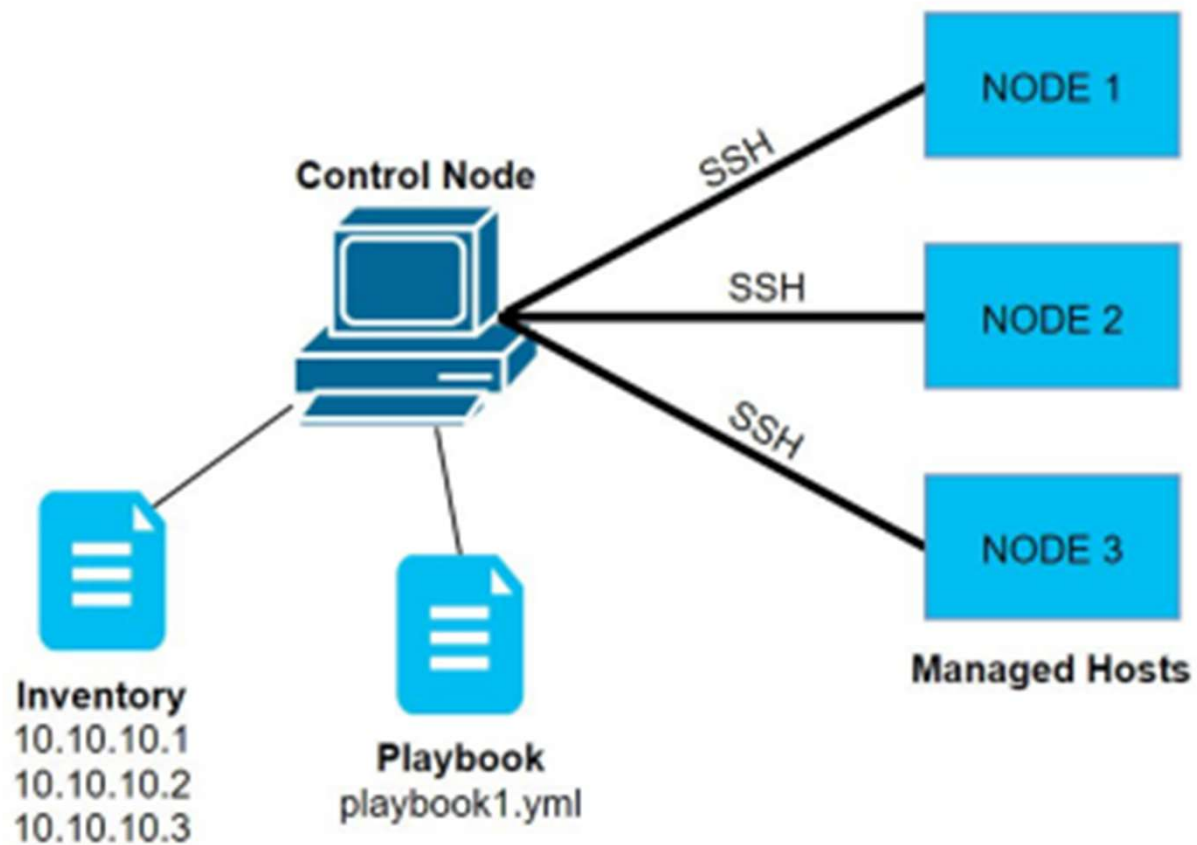 Control Node
SSH
NODE 1
SSH
NODE 2
SSH
NODE 3
Managed Hosts
Inventory
10.10.10.1
10.10.10.2
10.10.10.3
Playbook
playbook1.yml